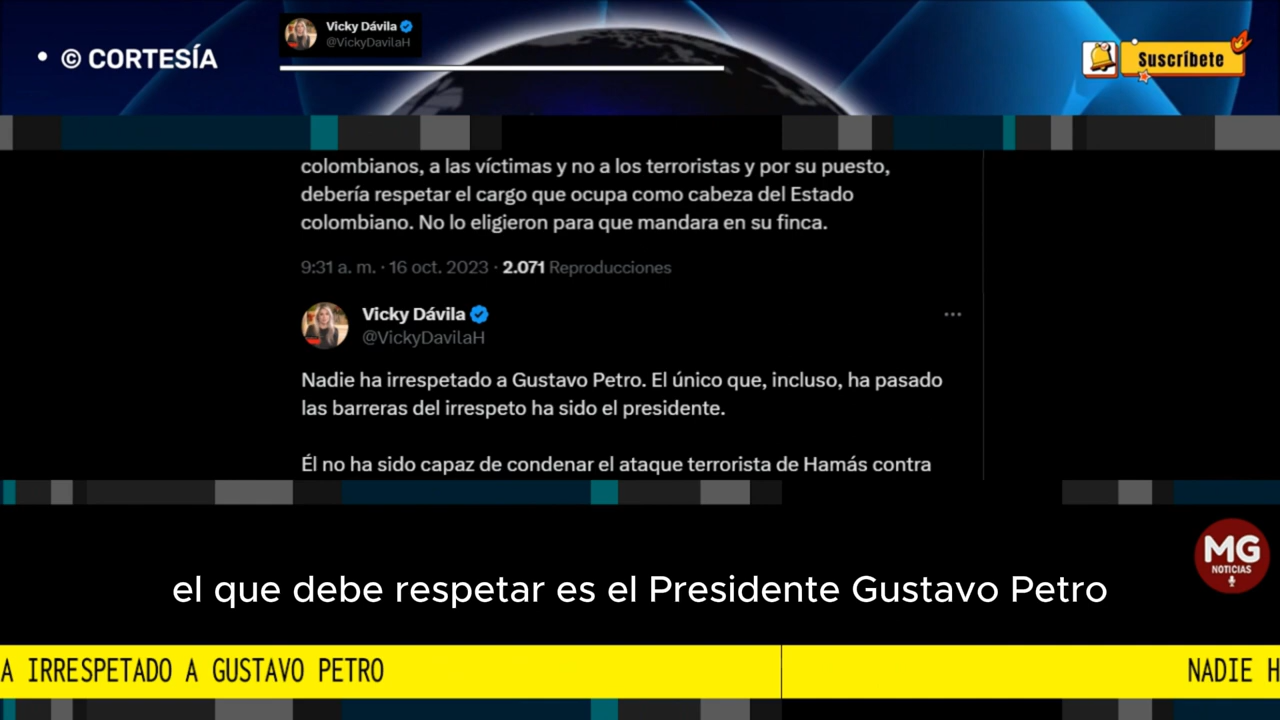 • © CORTESÍA
Vicky Dávila
@VickyDavilaH
Suscríbete
colombianos, a las víctimas y no a los terroristas y por su puesto,
debería respetar el cargo que ocupa como cabeza del Estado
colombiano. No lo eligieron para que mandara en su finca.
9:31 a. m. · 16 oct. 2023 · 2.071 Reproducciones
Vicky Dávila
@VickyDavilaH
Nadie ha irrespetado a Gustavo Petro. El único que, incluso, ha pasado
las barreras del irrespeto ha sido el presidente.
Él no ha sido capaz de condenar el ataque terrorista de Hamás contra
MG
NOTICIAS
el que debe respetar es el Presidente Gustavo Petro
A IRRESPETADO A GUSTAVO PETRO
NADIE H